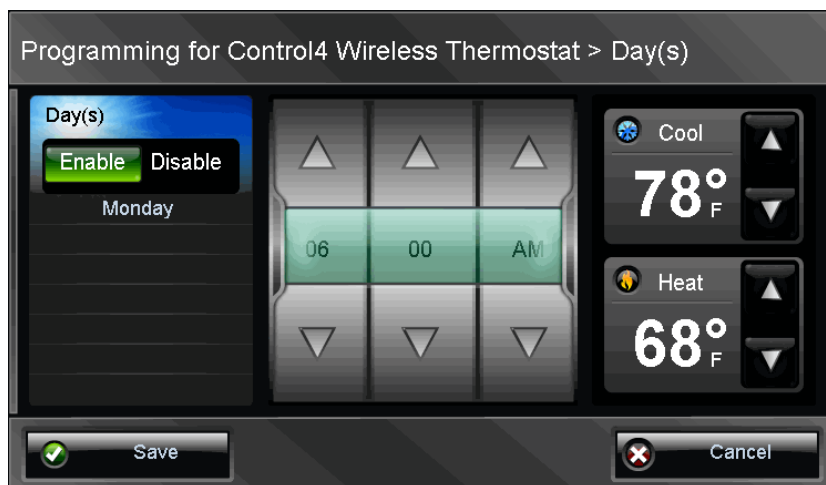 Programming for Control4 Wireless Thermostat > Day(s)
Day(s)
Enable Disable
Monday
06 00 AM
Cool
78°F
Heat
68°F
Save
Cancel